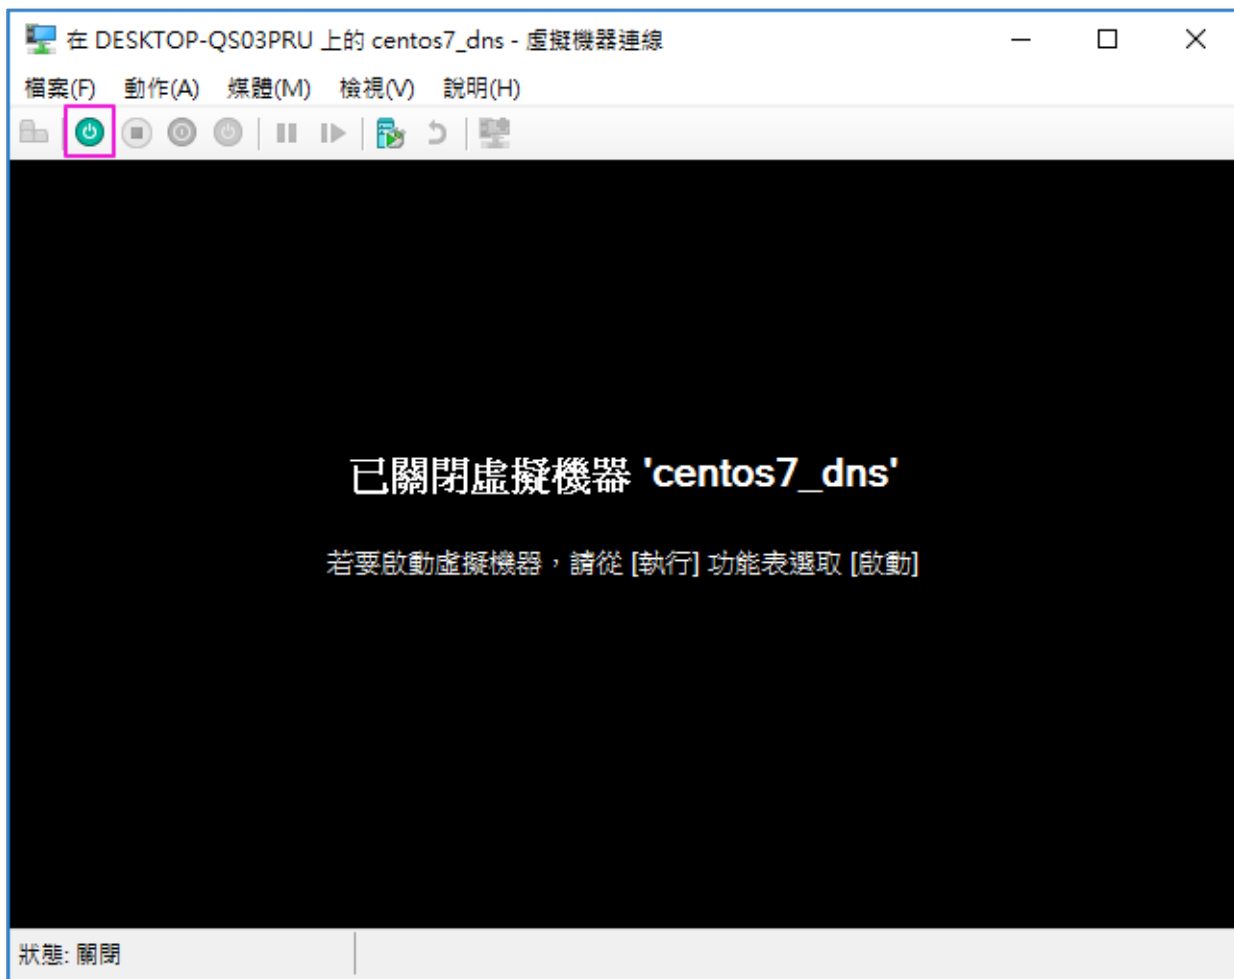 在 DESKTOP-QS03PRU 上的 centos7_dns - 虛擬機器連線
檔案(F) 動作(A) 媒體(M) 檢視(V) 說明(H)
已關閉虛擬機器 'centos7_dns'
若要啟動虛擬機器，請從 [執行] 功能表選取 [啟動]
狀態: 關閉